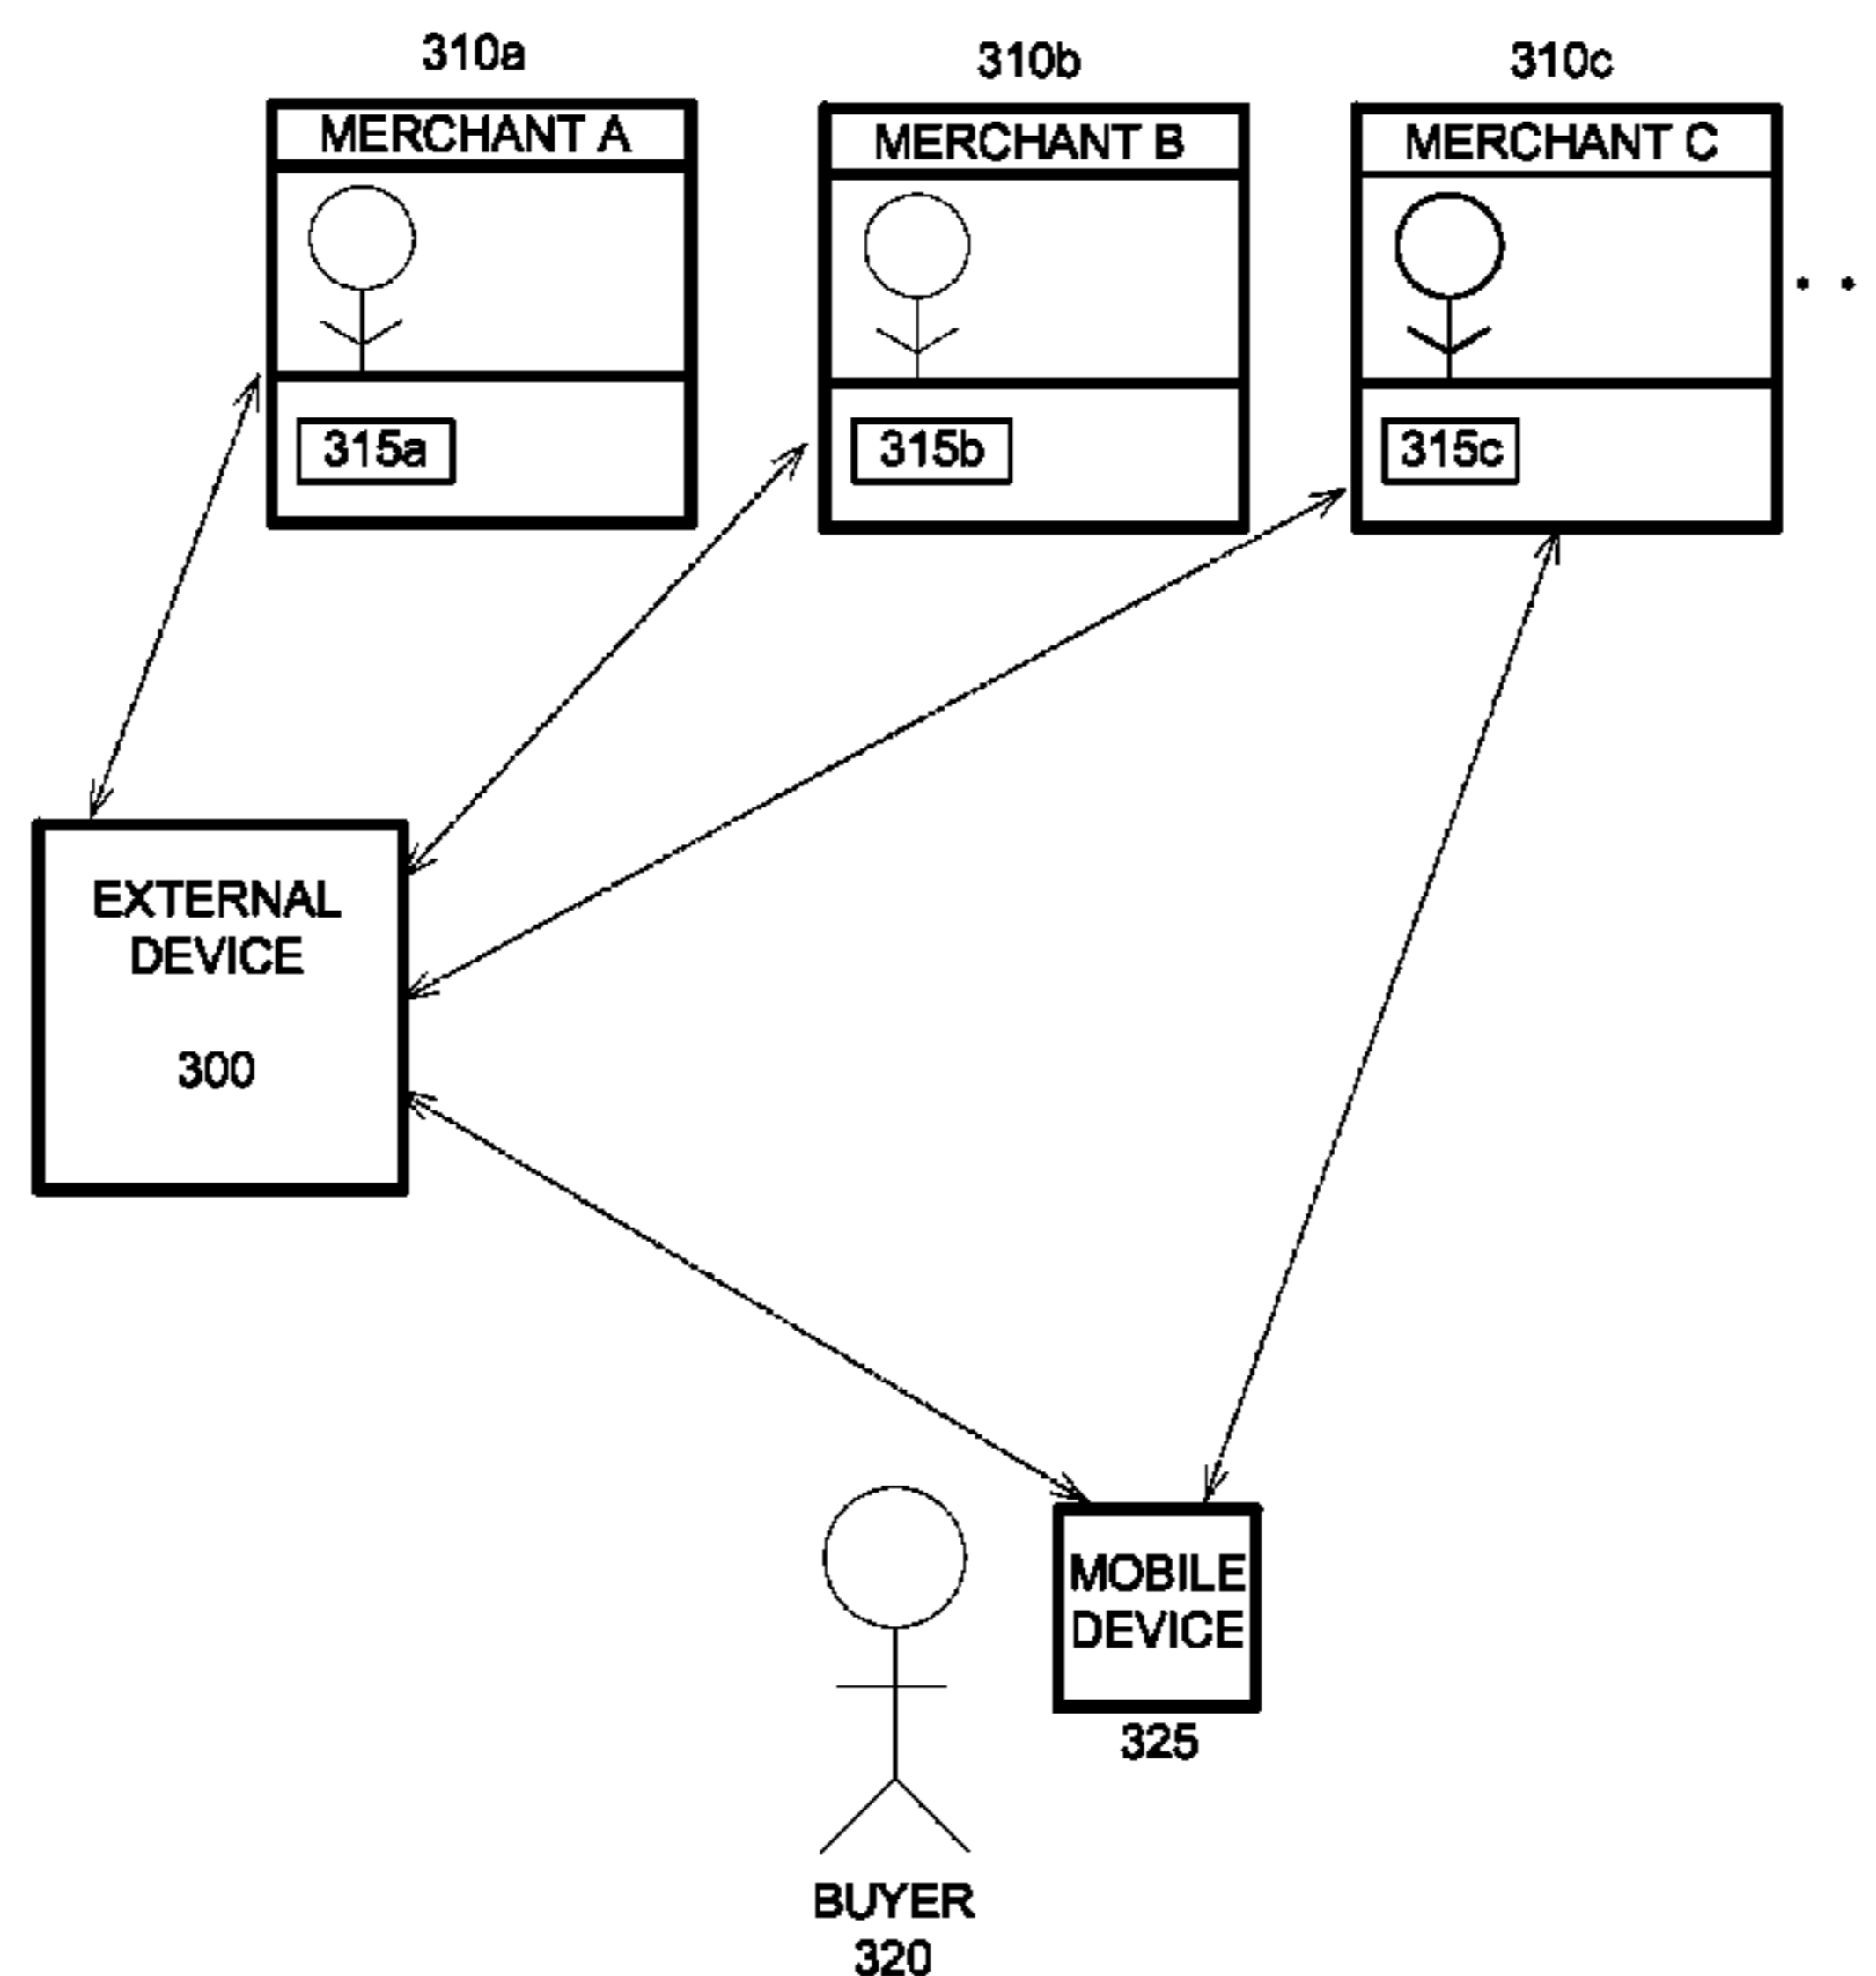 310a
310b
310c
MERCHANT A
MERCHANT B
MERCHANT C
315a
315b
315c
EXTERNAL
DEVICE
300
MOBILE
DEVICE
325
BUYER
320